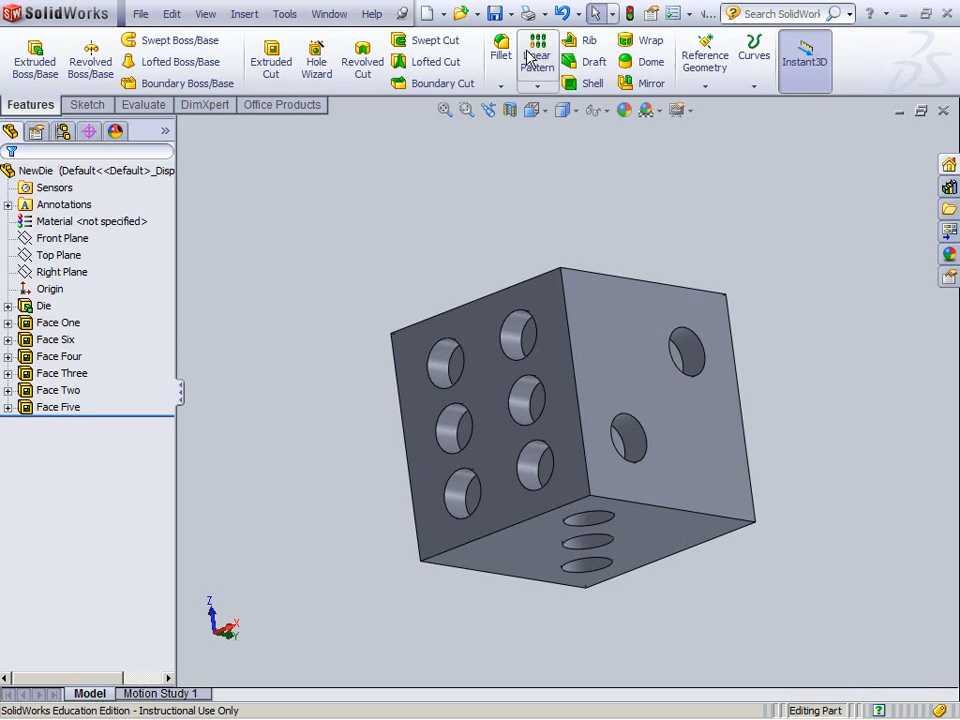 SW SolidWorks File Edit View Insert Tools Window Help v... Search SolidWork
Extruded Boss/Base
Revolved Boss/Base
Swept Boss/Base
Lofted Boss/Base
Boundary Boss/Base
Extruded Cut
Hole Wizard
Revolved Cut
Swept Cut
Lofted Cut
Boundary Cut
Fillet
Linear Pattern
Rib
Draft
Shell
Wrap
Dome
Mirror
Reference Geometry
Curves
Instant3D
Features Sketch Evaluate DimXpert Office Products
NewDie (Default<<Default>_Disp
Sensors
Annotations
Material <not specified>
Front Plane
Top Plane
Right Plane
Origin
Die
Face One
Face Six
Face Four
Face Three
Face Two
Face Five
Z
X
Y
Model Motion Study 1
SolidWorks Education Edition - Instructional Use Only Editing Part